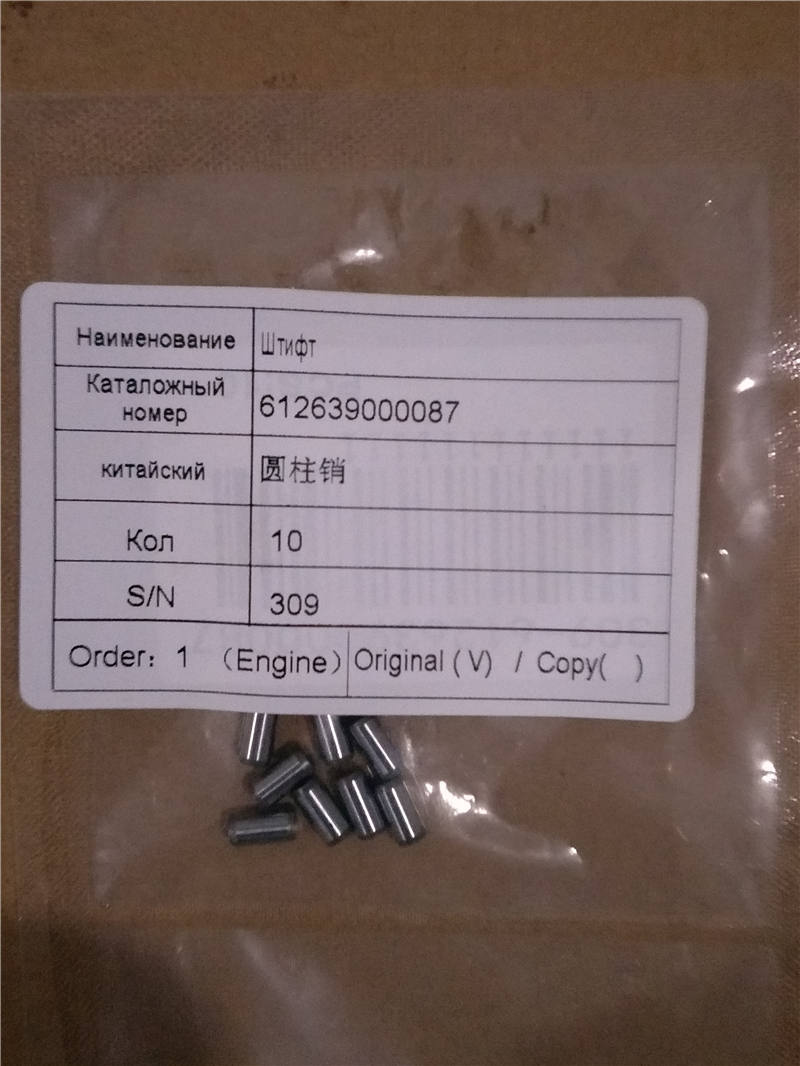 Наименование Штифт
Каталожный
номер 612639000087
китайский 圆柱销
Кол 10
S/N 309
Order: 1 （Engine） Original ( V) / Copy( )